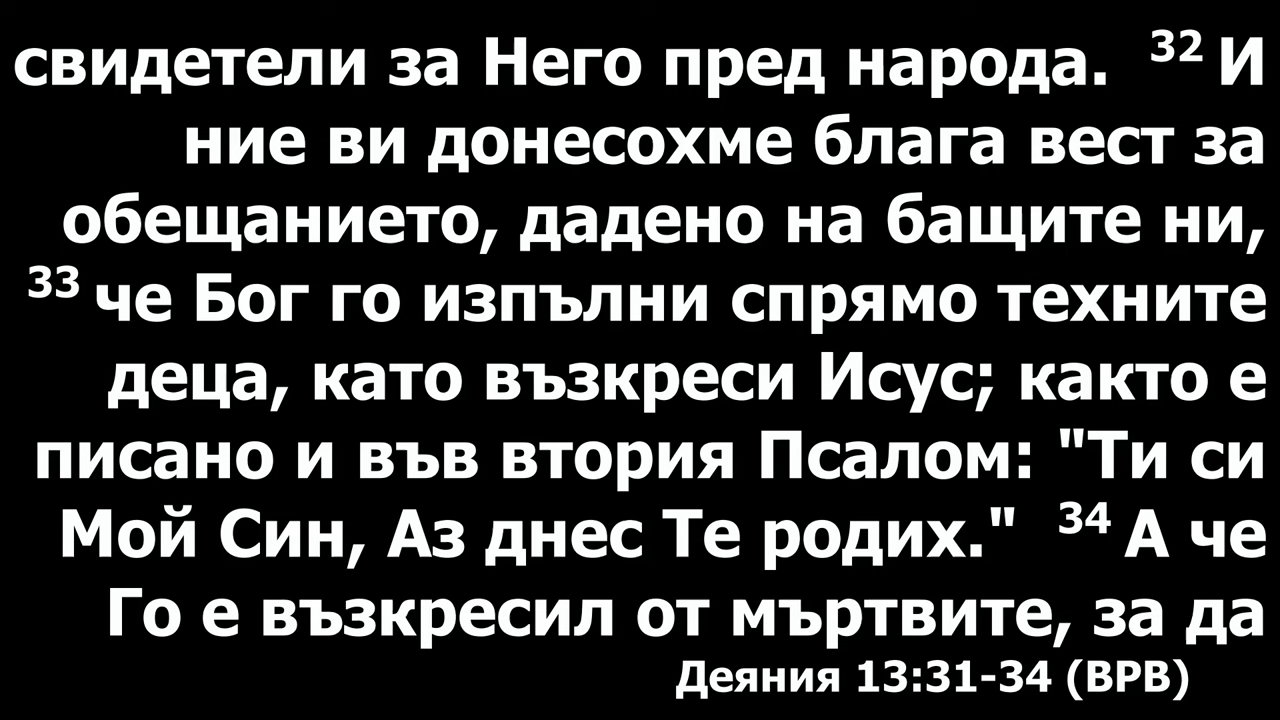 свидетели за Него пред народа. 32 И
ние ви донесохме блага вест за
обещанието, дадено на бащите ни,
33 че Бог го изпълни спрямо техните
деца, като възкреси Исус; както е
писано и във втория Псалом: "Ти си
Мой Син, Аз днес Те родих." 34 А че
Го е възкресил от мъртвите, за да
Деяния 13:31-34 (ВРВ)